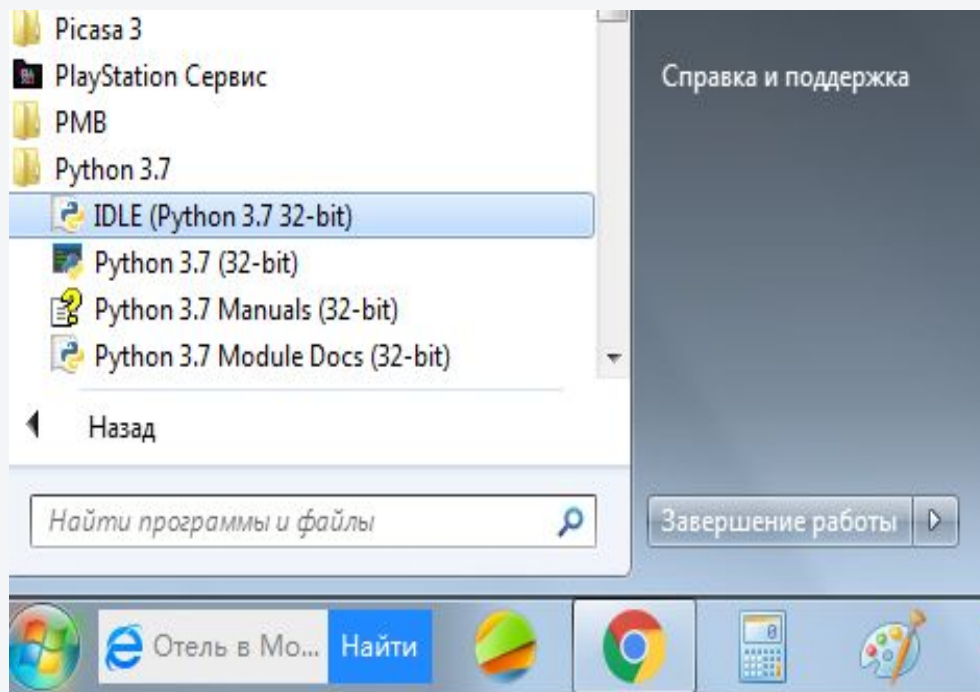 Picasa 3
PlayStation Сервис
PMB
Python 3.7
IDLE (Python 3.7 32-bit)
Python 3.7 (32-bit)
Python 3.7 Manuals (32-bit)
Python 3.7 Module Docs (32-bit)
Назад
Найти программы и файлы
Справка и поддержка
Завершение работы
Отель в Мо... Найти